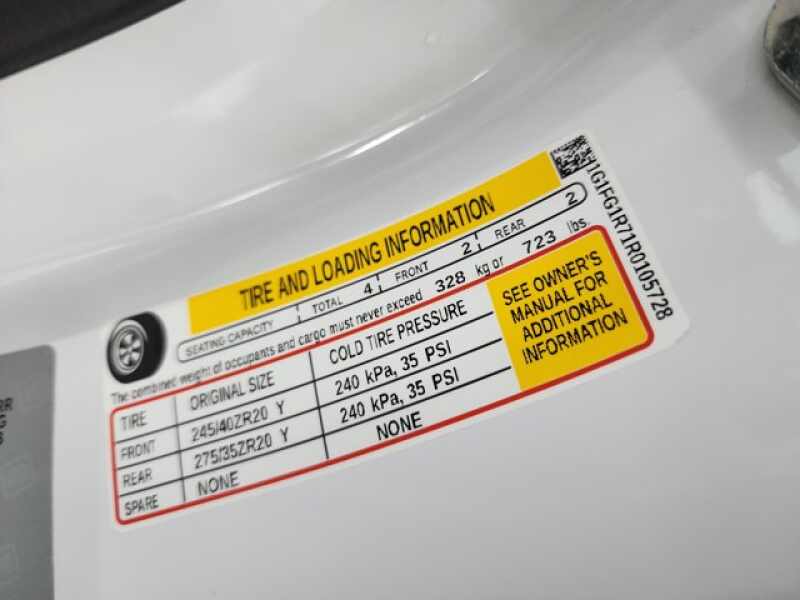 TIRE AND LOADING INFORMATION
SEATING CAPACITY TOTAL 4 FRONT 2 REAR 2
The combined weight of occupants and cargo must never exceed 328 kg or 723 lbs.
TIRE ORIGINAL SIZE COLD TIRE PRESSURE
FRONT 245/40ZR20 Y 240 kPa, 35 PSI
REAR 275/35ZR20 Y 240 kPa, 35 PSI
SPARE NONE NONE
SEE OWNER'S
MANUAL FOR
ADDITIONAL
INFORMATION
1G1FG1R71R0105728
RR
G